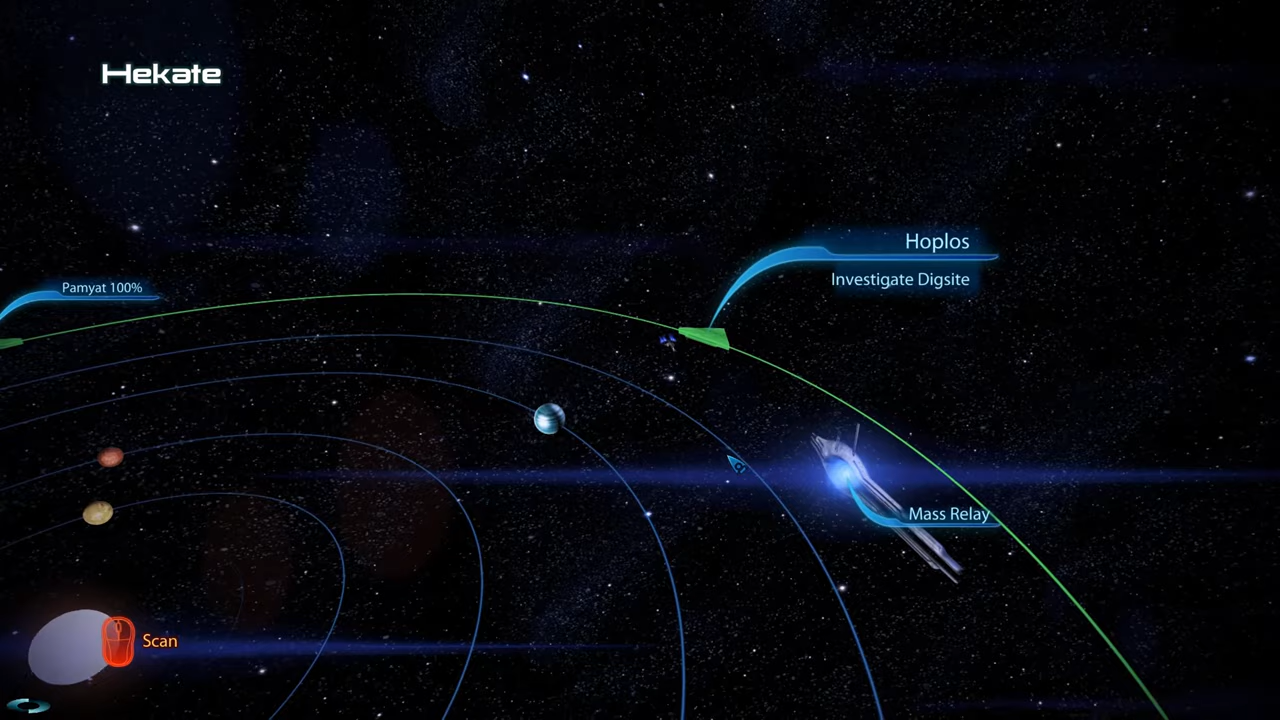 Hekate
Hoplos
Investigate Digsite
Pamyat 100%
Mass Relay
Scan